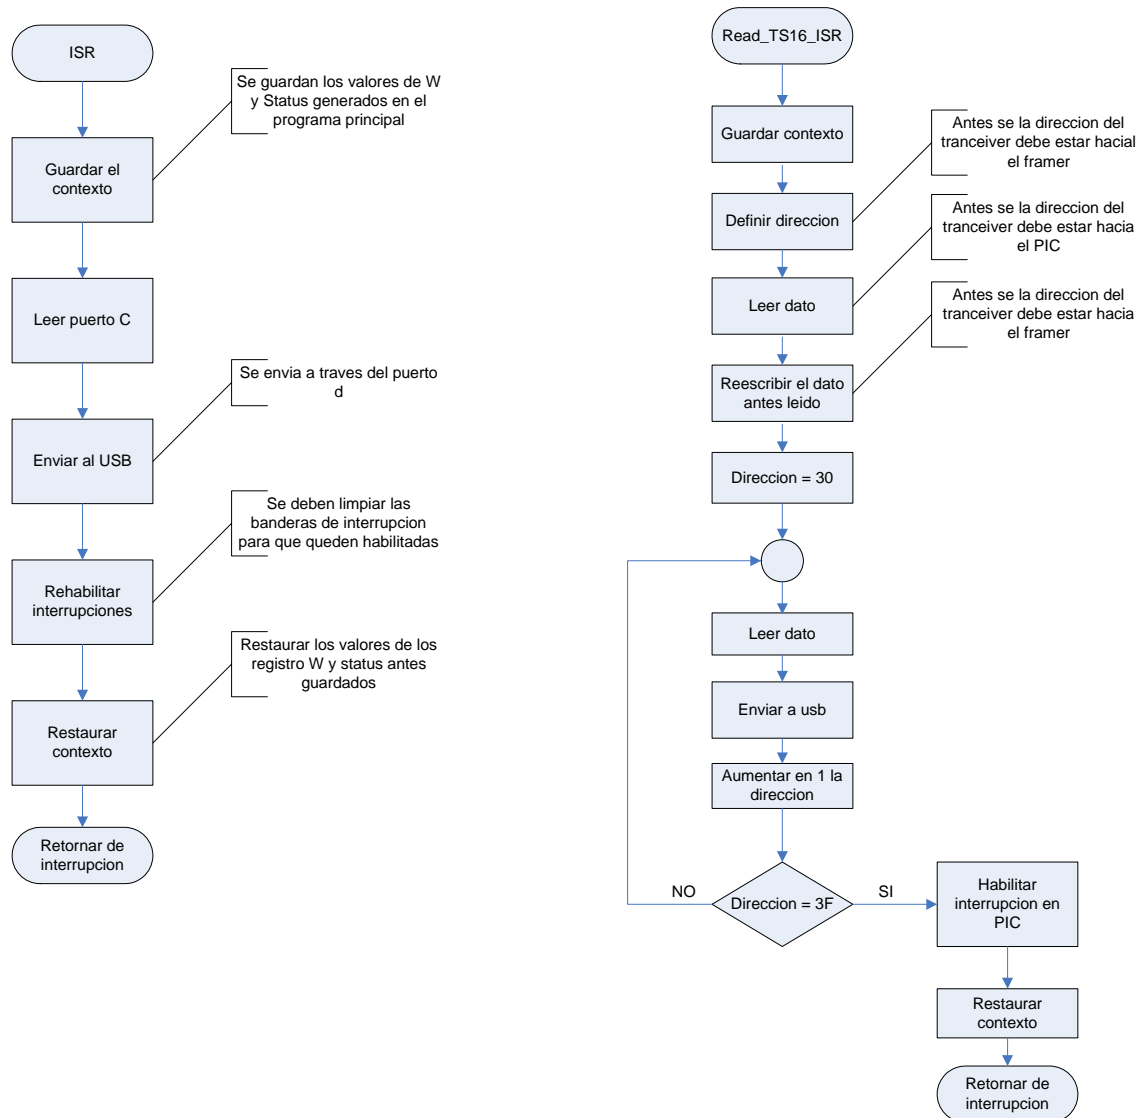 ISR
Se guardan los valores de W
y Status generados en el
programa principal
Guardar el
contexto
Leer puerto C
Se envia a traves del puerto
d
Enviar al USB
Se deben limpiar las
banderas de interrupcion
para que queden habilitadas
Rehabilitar
interrupciones
Restaurar los valores de los
registro W y status antes
guardados
Restaurar
contexto
Retornar de
interrupcion
Read_TS16_ISR
Guardar contexto
Antes se la direccion del
tranceiver debe estar hacial
el framer
Definir direccion
Antes se la direccion del
tranceiver debe estar hacia
el PIC
Leer dato
Antes se la direccion del
tranceiver debe estar hacia
el framer
Reescribir el dato
antes leido
Direccion = 30
Leer dato
Enviar a usb
Aumentar en 1 la
direccion
NO
Direccion = 3F
SI
Habilitar
interrupcion en
PIC
Restaurar
contexto
Retornar de
interrupcion